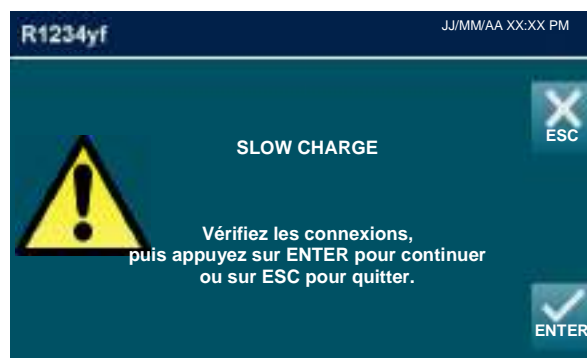 R1234yf
JJ/MM/AA XX:XX PM
ESC
SLOW CHARGE
Vérifiez les connexions,
puis appuyez sur ENTER pour continuer
ou sur ESC pour quitter.
ENTER